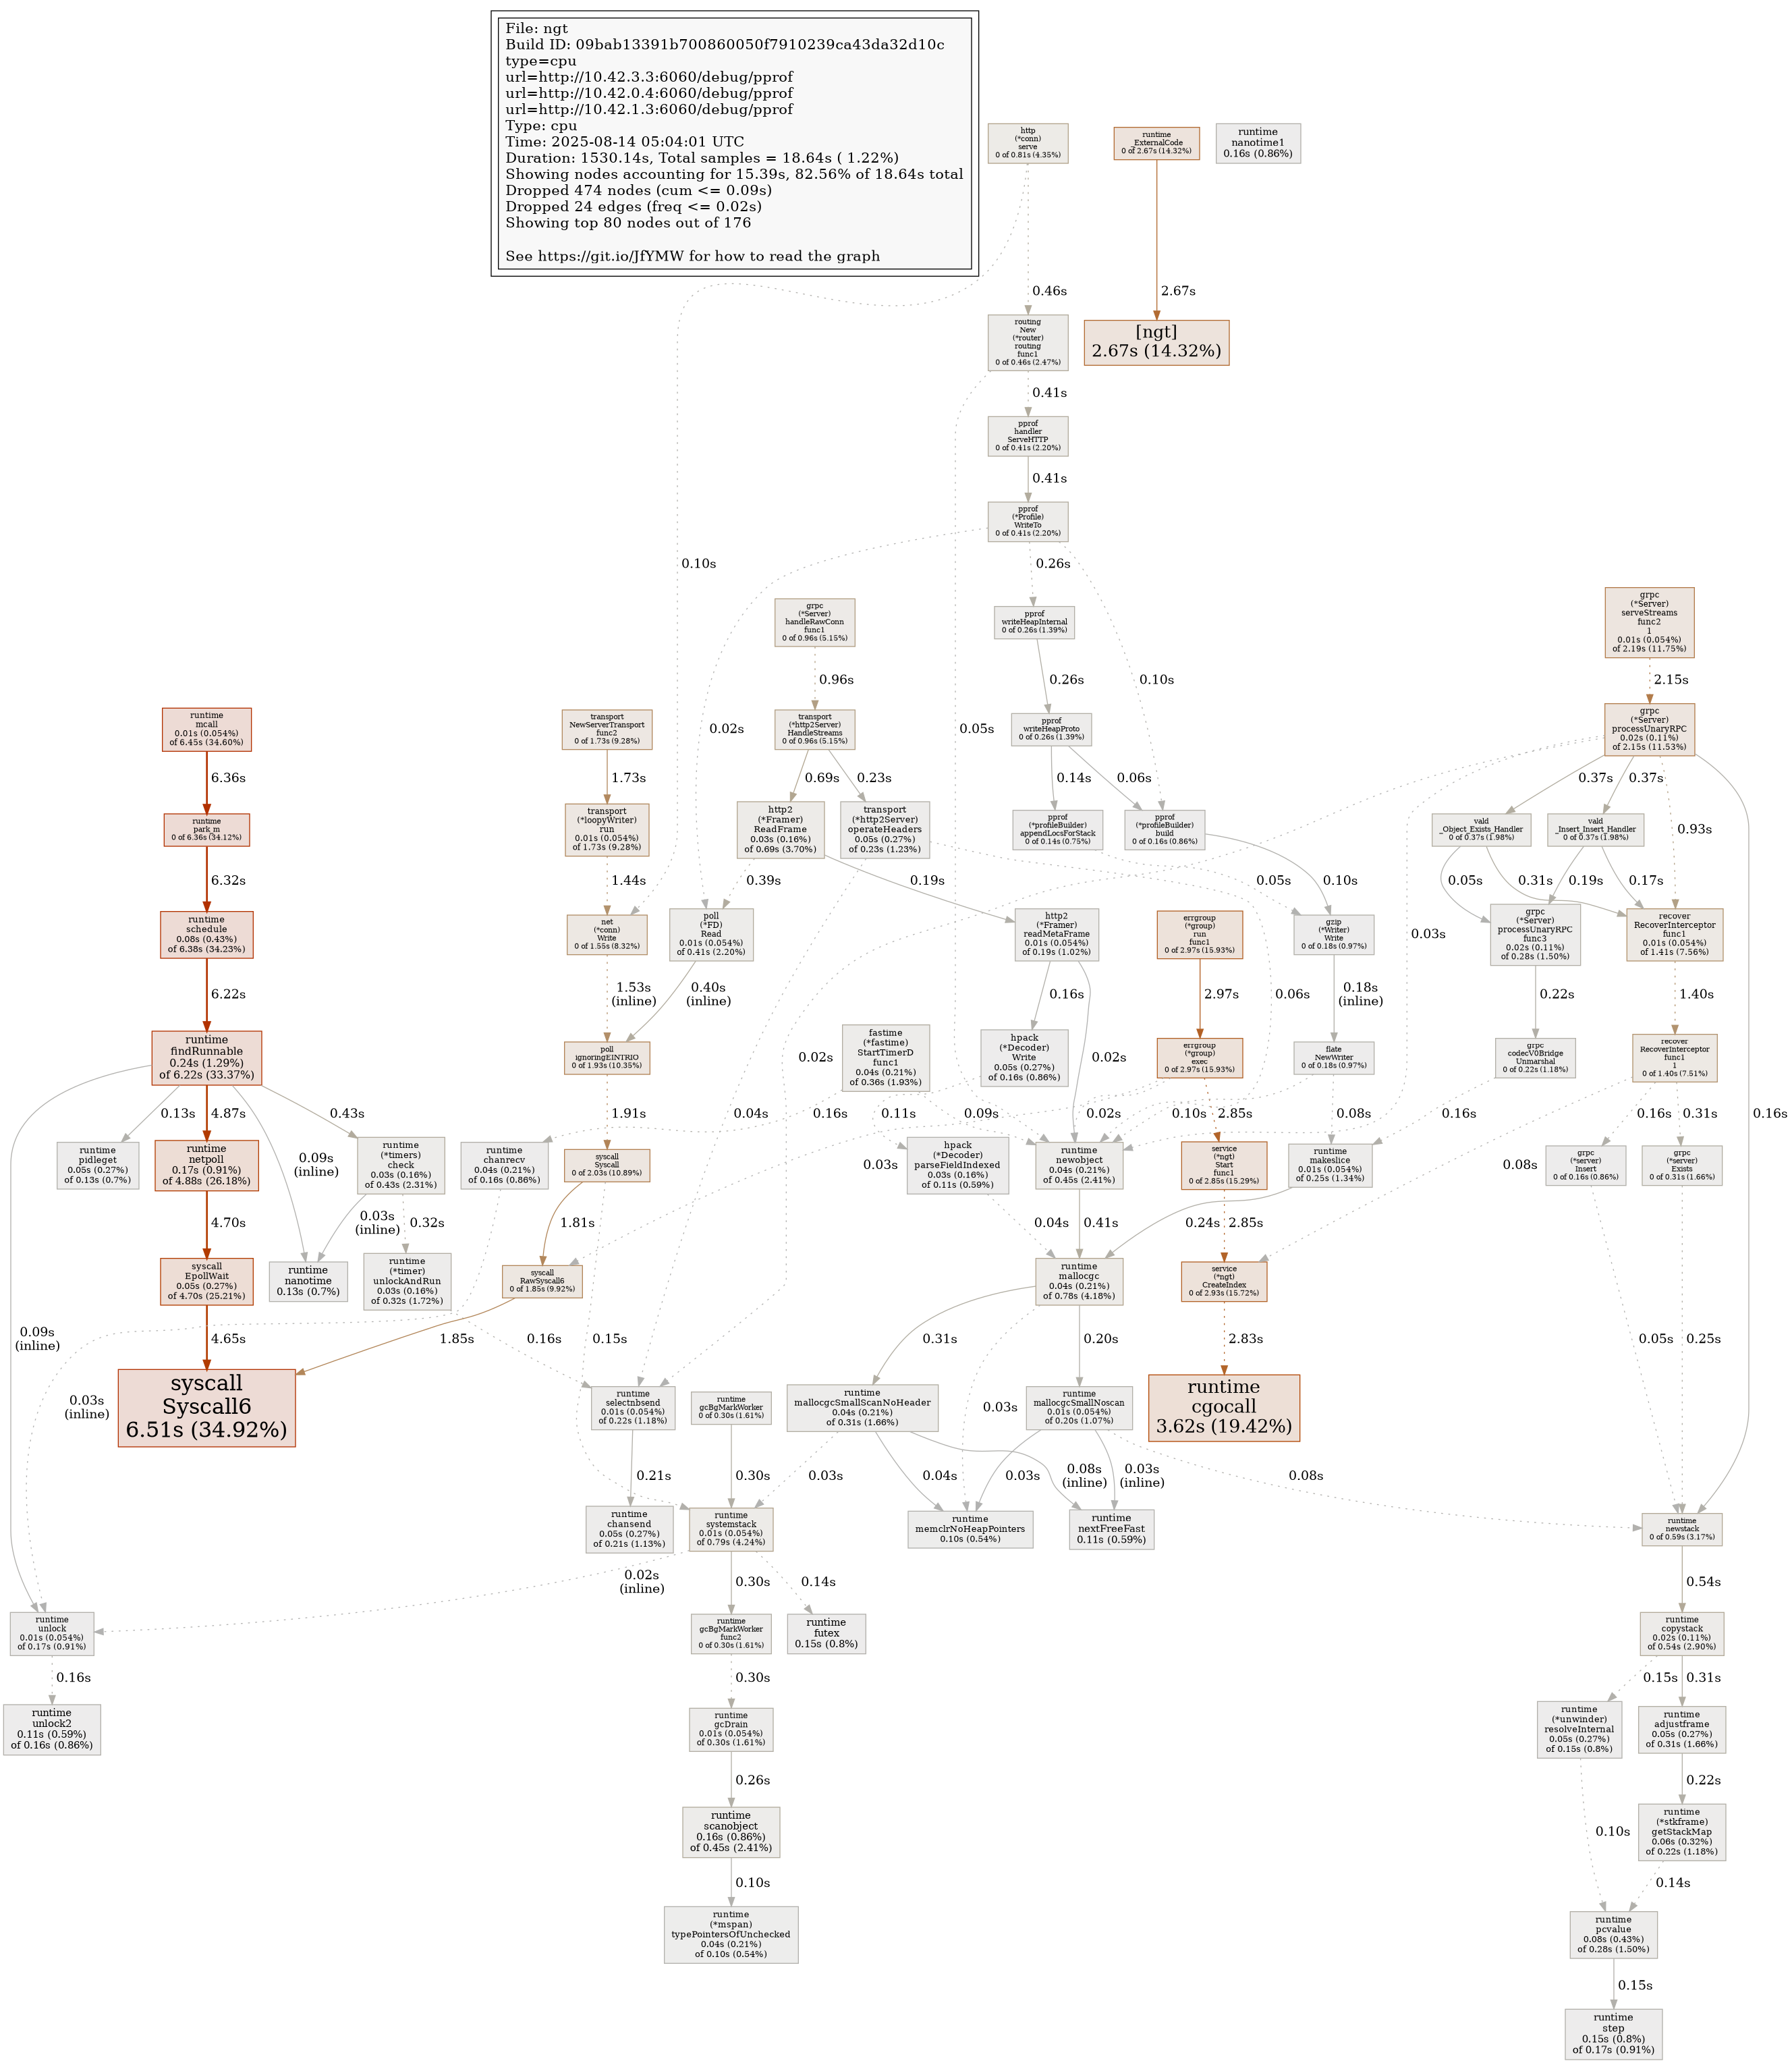 File: ngt
Build ID: 09bab13391b700860050f7910239ca43da32d10c
type=cpu
url=http://10.42.3.3:6060/debug/pprof
url=http://10.42.0.4:6060/debug/pprof
url=http://10.42.1.3:6060/debug/pprof
Type: cpu
Time: 2025-08-14 05:04:01 UTC
Duration: 1530.14s, Total samples = 18.64s ( 1.22%)
Showing nodes accounting for 15.39s, 82.56% of 18.64s total
Dropped 474 nodes (cum <= 0.09s)
Dropped 24 edges (freq <= 0.02s)
Showing top 80 nodes out of 176
See https://git.io/JfYMW for how to read the graph
http
(*conn)
serve
0 of 0.81s (4.35%)
runtime
_ExternalCode
0 of 2.67s (14.32%)
runtime
nanotime1
0.16s (0.86%)
0.46s
2.67s
routing
New
(*router)
routing
func1
0 of 0.46s (2.47%)
[ngt]
2.67s (14.32%)
0.41s
pprof
handler
ServeHTTP
0 of 0.41s (2.20%)
0.41s
pprof
(*Profile)
WriteTo
0 of 0.41s (2.20%)
0.10s
0.26s
grpc
(*Server)
handleRawConn
func1
0 of 0.96s (5.15%)
pprof
writeHeapInternal
0 of 0.26s (1.39%)
grpc
(*Server)
serveStreams
func2
1
0.01s (0.054%)
of 2.19s (11.75%)
0.96s
0.26s
0.10s
2.15s
runtime
mcall
0.01s (0.054%)
of 6.45s (34.60%)
transport
NewServerTransport
func2
0 of 1.73s (9.28%)
transport
(*http2Server)
HandleStreams
0 of 0.96s (5.15%)
0.02s
0.05s
pprof
writeHeapProto
0 of 0.26s (1.39%)
grpc
(*Server)
processUnaryRPC
0.02s (0.11%)
of 2.15s (11.53%)
6.36s
1.73s
0.69s
0.23s
0.14s
0.06s
0.37s
0.37s
runtime
park_m
0 of 6.36s (34.12%)
transport
(*loopyWriter)
run
0.01s (0.054%)
of 1.73s (9.28%)
http2
(*Framer)
ReadFrame
0.03s (0.16%)
of 0.69s (3.70%)
transport
(*http2Server)
operateHeaders
0.05s (0.27%)
of 0.23s (1.23%)
pprof
(*profileBuilder)
appendLocsForStack
0 of 0.14s (0.75%)
pprof
(*profileBuilder)
build
0 of 0.16s (0.86%)
vald
_Object_Exists_Handler
0 of 0.37s (1.98%)
vald
_Insert_Insert_Handler
0 of 0.37s (1.98%)
0.93s
6.32s
1.44s
0.39s
0.19s
0.05s
0.10s
0.05s
0.31s
0.19s
0.17s
runtime
schedule
0.08s (0.43%)
of 6.38s (34.23%)
net
(*conn)
Write
0 of 1.55s (8.32%)
poll
(*FD)
Read
0.01s (0.054%)
of 0.41s (2.20%)
http2
(*Framer)
readMetaFrame
0.01s (0.054%)
of 0.19s (1.02%)
errgroup
(*group)
run
func1
0 of 2.97s (15.93%)
gzip
(*Writer)
Write
0 of 0.18s (0.97%)
0.03s
grpc
(*Server)
processUnaryRPC
func3
0.02s (0.11%)
of 0.28s (1.50%)
recover
RecoverInterceptor
func1
0.01s (0.054%)
of 1.41s (7.56%)
6.22s
1.53s
(inline)
0.40s
(inline)
0.16s
0.06s
2.97s
0.18s
(inline)
0.22s
1.40s
runtime
findRunnable
0.24s (1.29%)
of 6.22s (33.37%)
poll
ignoringEINTRIO
0 of 1.93s (10.35%)
0.02s
fastime
(*fastime)
StartTimerD
func1
0.04s (0.21%)
of 0.36s (1.93%)
hpack
(*Decoder)
Write
0.05s (0.27%)
of 0.16s (0.86%)
0.02s
errgroup
(*group)
exec
0 of 2.97s (15.93%)
flate
NewWriter
0 of 0.18s (0.97%)
grpc
codecV0Bridge
Unmarshal
0 of 0.22s (1.18%)
recover
RecoverInterceptor
func1
1
0 of 1.40s (7.51%)
0.13s
4.87s
0.43s
1.91s
0.04s
0.16s
0.11s
0.09s
0.02s
0.10s
2.85s
0.08s
0.16s
0.16s
0.31s
0.16s
runtime
pidleget
0.05s (0.27%)
of 0.13s (0.7%)
runtime
netpoll
0.17s (0.91%)
of 4.88s (26.18%)
0.09s
(inline)
runtime
(*timers)
check
0.03s (0.16%)
of 0.43s (2.31%)
runtime
chanrecv
0.04s (0.21%)
of 0.16s (0.86%)
syscall
Syscall
0 of 2.03s (10.89%)
0.03s
hpack
(*Decoder)
parseFieldIndexed
0.03s (0.16%)
of 0.11s (0.59%)
runtime
newobject
0.04s (0.21%)
of 0.45s (2.41%)
service
(*ngt)
Start
func1
0 of 2.85s (15.29%)
runtime
makeslice
0.01s (0.054%)
of 0.25s (1.34%)
0.08s
grpc
(*server)
Insert
0 of 0.16s (0.86%)
grpc
(*server)
Exists
0 of 0.31s (1.66%)
4.70s
0.03s
(inline)
0.32s
1.81s
0.04s
0.41s
2.85s
0.24s
syscall
EpollWait
0.05s (0.27%)
of 4.70s (25.21%)
runtime
nanotime
0.13s (0.7%)
runtime
(*timer)
unlockAndRun
0.03s (0.16%)
of 0.32s (1.72%)
syscall
RawSyscall6
0 of 1.85s (9.92%)
runtime
mallocgc
0.04s (0.21%)
of 0.78s (4.18%)
service
(*ngt)
CreateIndex
0 of 2.93s (15.72%)
0.09s
(inline)
4.65s
1.85s
0.16s
0.15s
0.31s
0.20s
2.83s
0.05s
0.25s
0.03s
(inline)
syscall
Syscall6
6.51s (34.92%)
runtime
selectnbsend
0.01s (0.054%)
of 0.22s (1.18%)
runtime
gcBgMarkWorker
0 of 0.30s (1.61%)
runtime
mallocgcSmallScanNoHeader
0.04s (0.21%)
of 0.31s (1.66%)
0.03s
runtime
mallocgcSmallNoscan
0.01s (0.054%)
of 0.20s (1.07%)
runtime
cgocall
3.62s (19.42%)
0.21s
0.30s
0.03s
0.04s
0.03s
0.08s
(inline)
0.03s
(inline)
0.08s
runtime
chansend
0.05s (0.27%)
of 0.21s (1.13%)
runtime
systemstack
0.01s (0.054%)
of 0.79s (4.24%)
runtime
memclrNoHeapPointers
0.10s (0.54%)
runtime
nextFreeFast
0.11s (0.59%)
runtime
newstack
0 of 0.59s (3.17%)
0.02s
(inline)
0.30s
0.14s
0.54s
runtime
unlock
0.01s (0.054%)
of 0.17s (0.91%)
runtime
gcBgMarkWorker
func2
0 of 0.30s (1.61%)
runtime
futex
0.15s (0.8%)
runtime
copystack
0.02s (0.11%)
of 0.54s (2.90%)
0.16s
0.30s
0.15s
0.31s
runtime
unlock2
0.11s (0.59%)
of 0.16s (0.86%)
runtime
gcDrain
0.01s (0.054%)
of 0.30s (1.61%)
runtime
(*unwinder)
resolveInternal
0.05s (0.27%)
of 0.15s (0.8%)
runtime
adjustframe
0.05s (0.27%)
of 0.31s (1.66%)
0.26s
0.22s
runtime
scanobject
0.16s (0.86%)
of 0.45s (2.41%)
0.10s
runtime
(*stkframe)
getStackMap
0.06s (0.32%)
of 0.22s (1.18%)
0.10s
0.14s
runtime
(*mspan)
typePointersOfUnchecked
0.04s (0.21%)
of 0.10s (0.54%)
runtime
pcvalue
0.08s (0.43%)
of 0.28s (1.50%)
0.15s
runtime
step
0.15s (0.8%)
of 0.17s (0.91%)